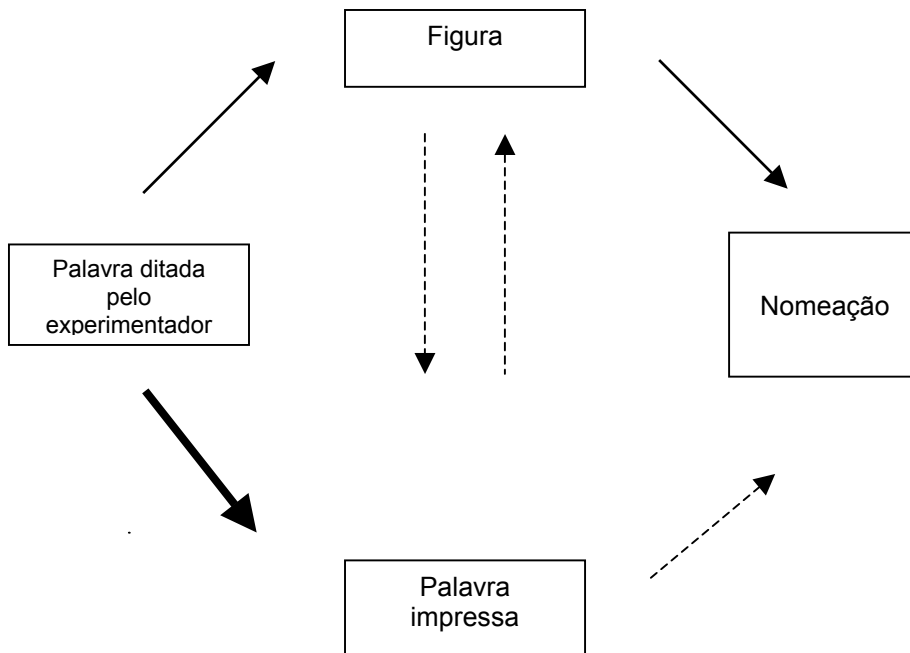 Figura
Palavra ditada
pelo
experimentador
Nomeação
Palavra
impressa